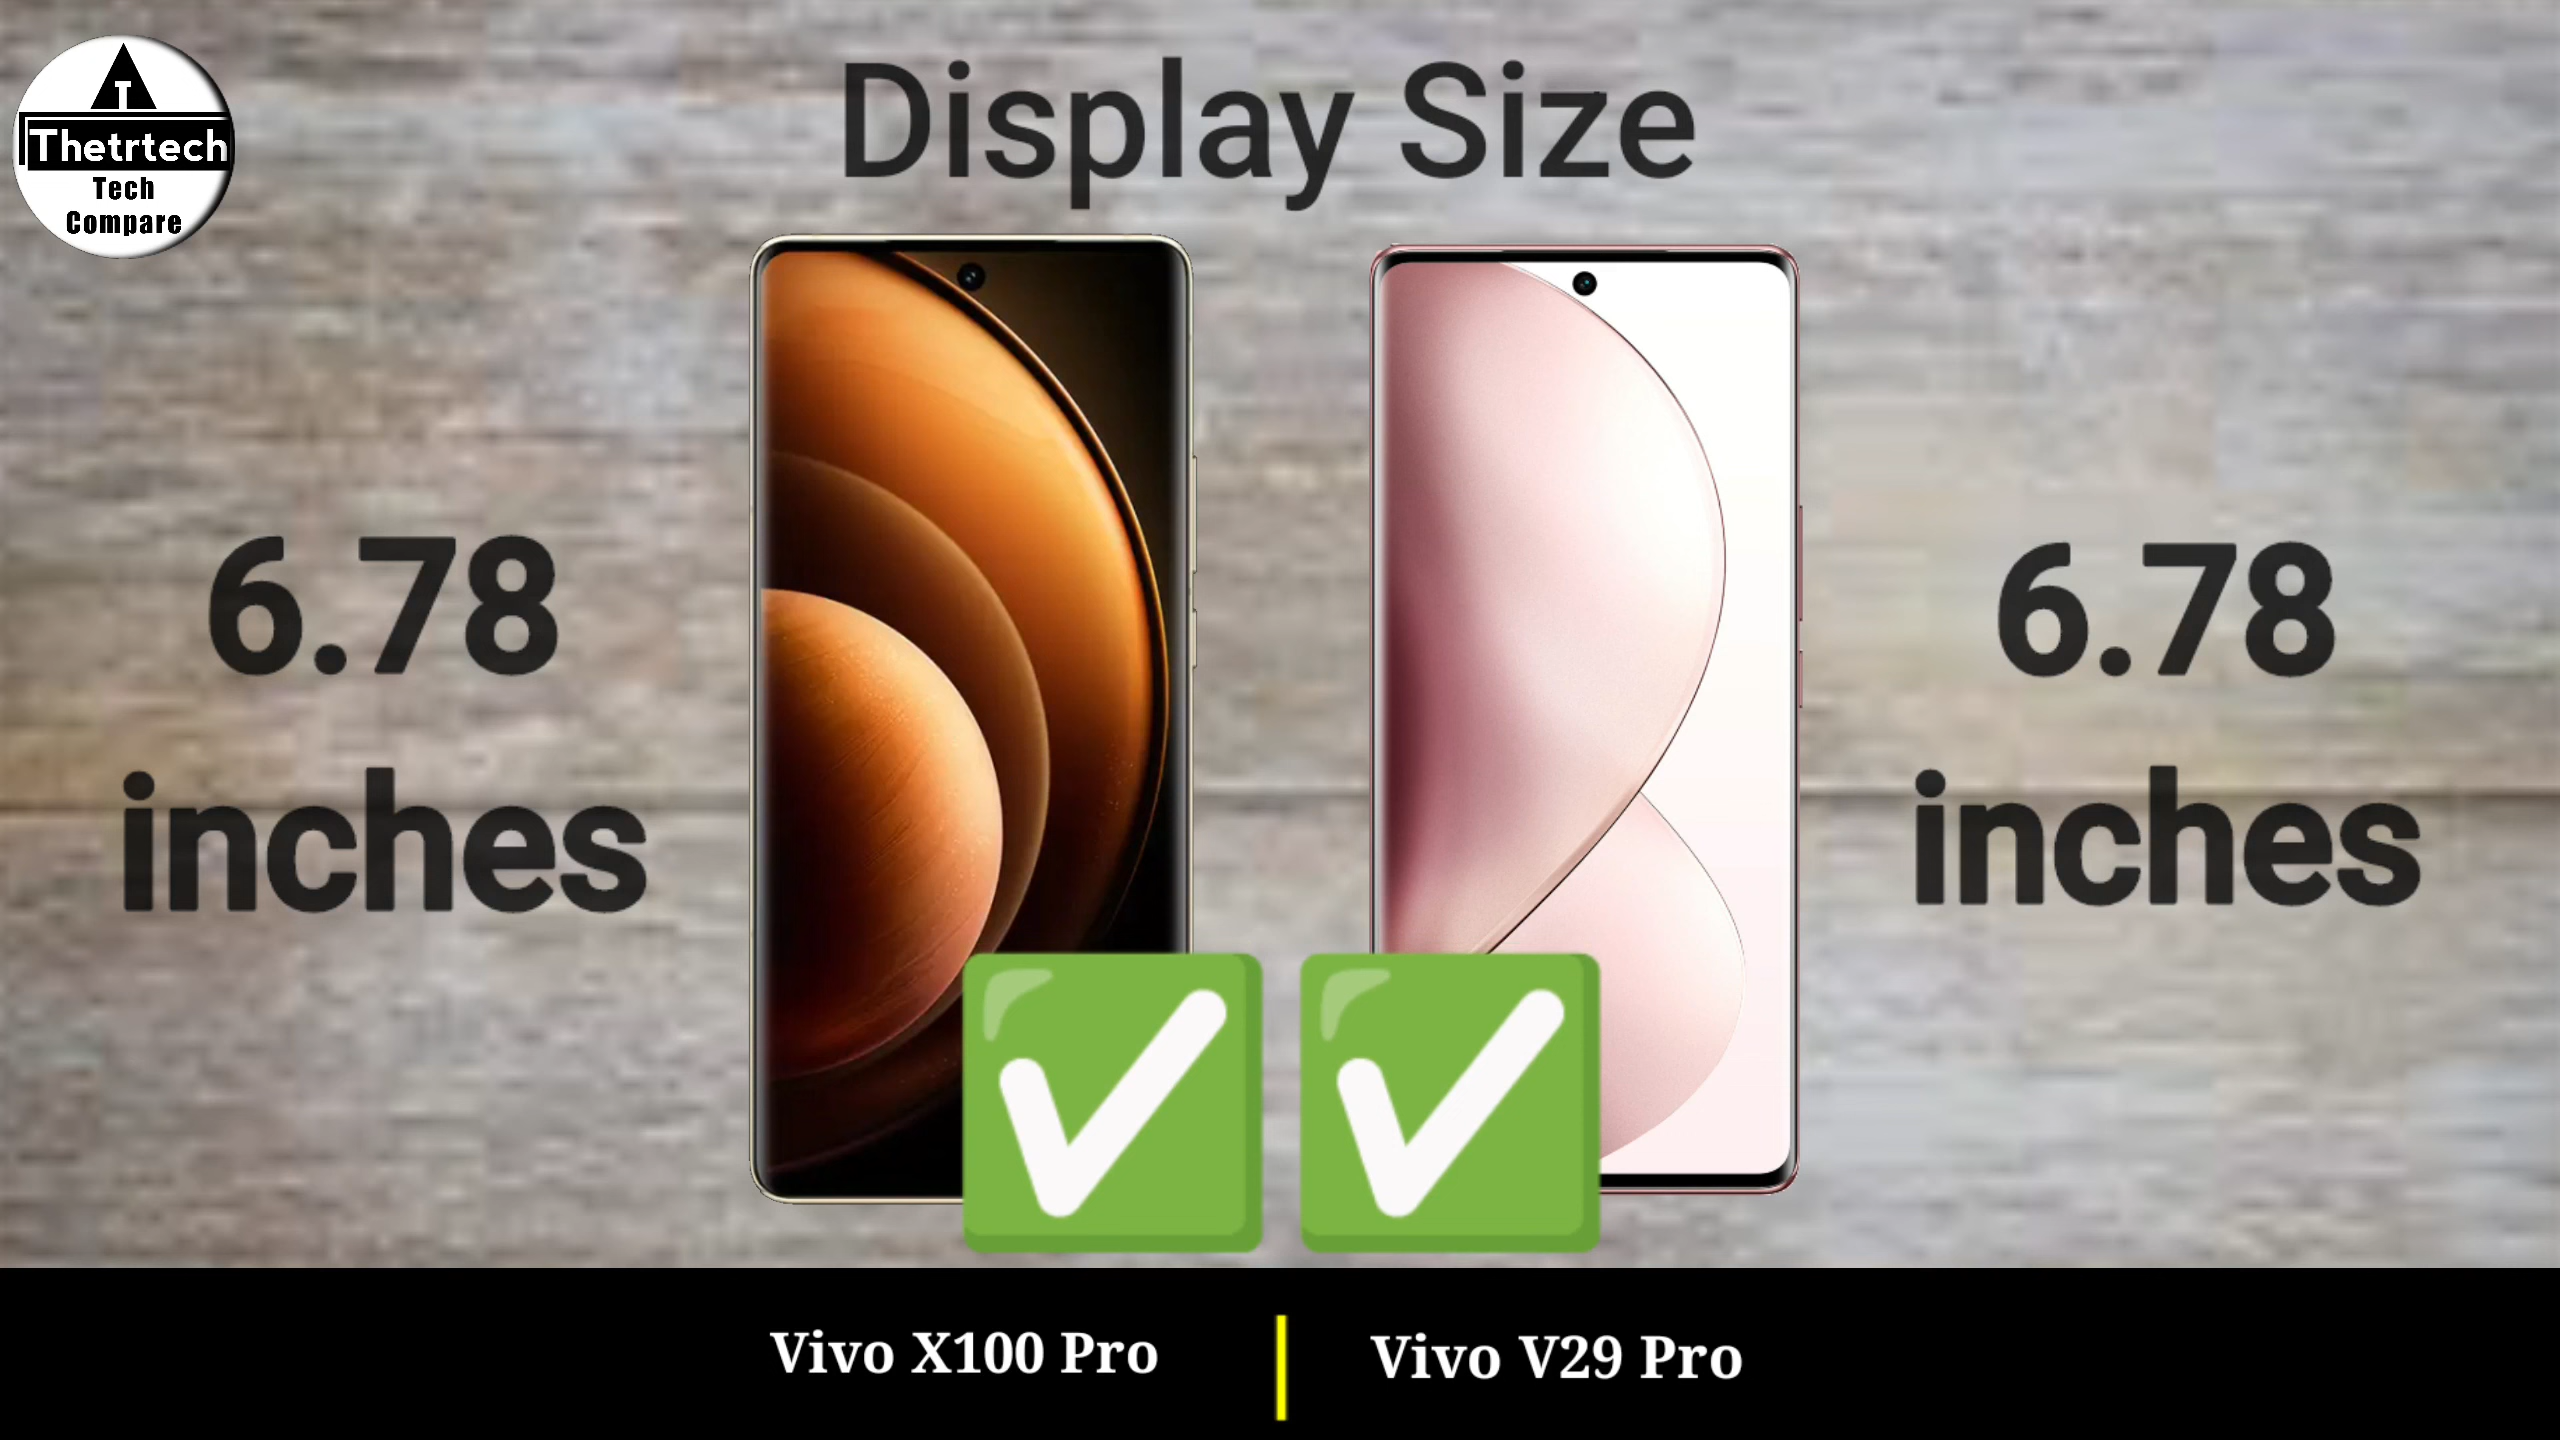 T
Thetrtech
Tech
Compare
Display Size
6.78
inches
6.78
inches
Vivo X100 Pro
Vivo V29 Pro